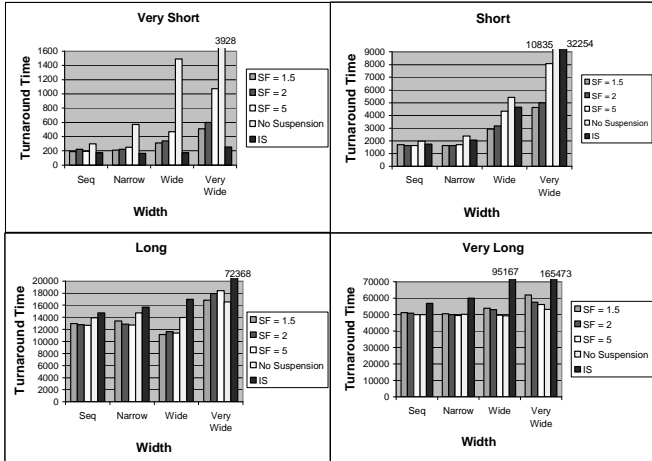 Very Short
3928
1600
1400
1200
1000
800
600
400
200
0
Turnaround Time
Seq Narrow Wide Very Wide
Width
SF = 1.5
SF = 2
SF = 5
No Suspension
IS
Short
10835 32254
9000
8000
7000
6000
5000
4000
3000
2000
1000
0
Turnaround Time
Seq Narrow Wide Very Wide
Width
SF = 1.5
SF = 2
SF = 5
No Suspension
IS
Long
72368
20000
18000
16000
14000
12000
10000
8000
6000
4000
2000
0
Turnaround Time
Seq Narrow Wide Very Wide
Width
SF = 1.5
SF = 2
SF = 5
No Suspension
IS
Very Long
95167 165473
70000
60000
50000
40000
30000
20000
10000
0
Turnaround Time
Seq Narrow Wide Very Wide
Width
SF = 1.5
SF = 2
SF = 5
No Suspension
IS